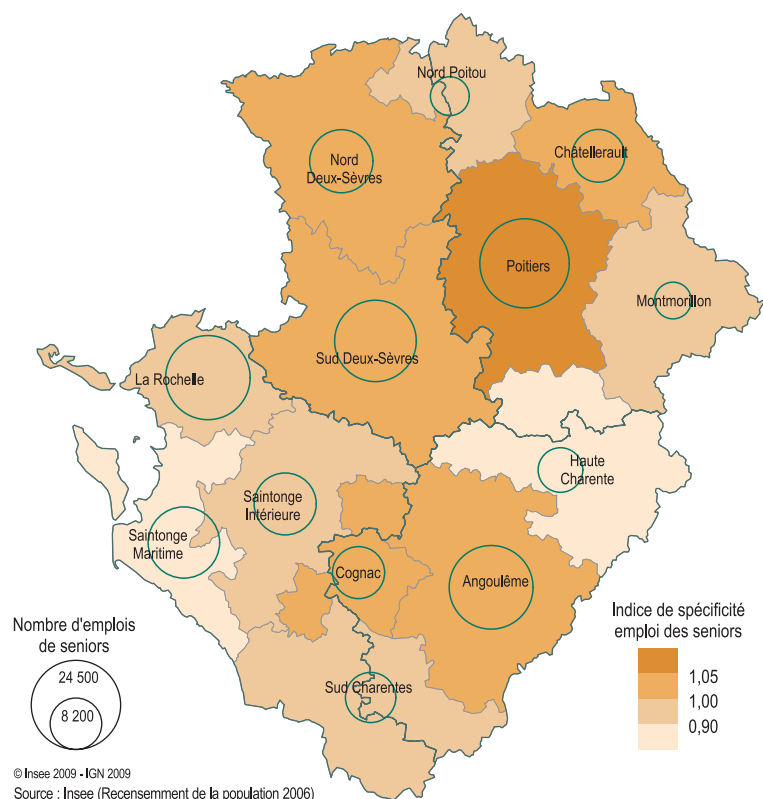 Nord Poitou
Châtellerault
Nord
Deux-Sèvres
Poitiers
Montmorillon
Sud Deux-Sèvres
La Rochelle
Haute
Charente
Saintonge
Intérieure
Saintonge
Maritime
Cognac
Angoulême
Sud Charentes
Nombre d'emplois
de seniors
24 500
8 200
Indice de spécificité
emploi des seniors
1,05
1,00
0,90
© Insee 2009 - IGN 2009
Source : Insee (Recensemment de la population 2006)